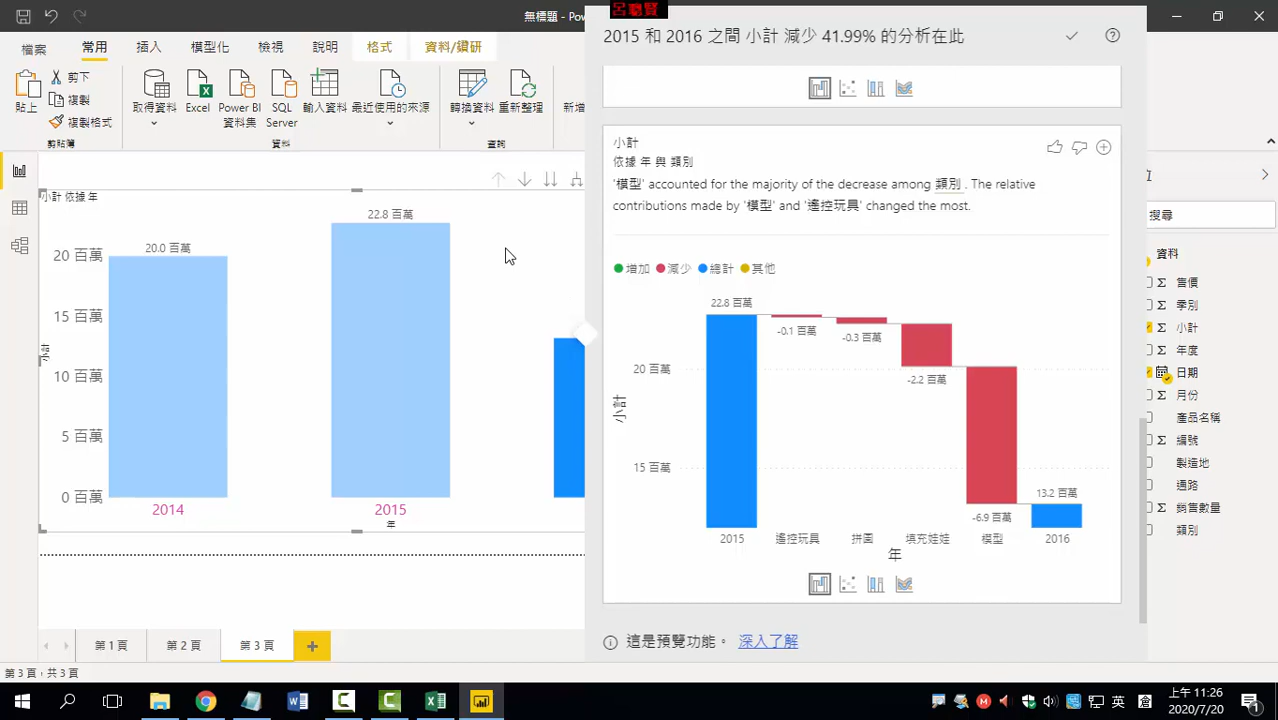 無標題 - Po
呂聰賢
檔案 常用 插入 模型化 檢視 說明 格式 資料/鑽研
貼上
剪下
複製
複製格式
剪貼簿
取得資料 Excel Power BI 資料集 SQL Server 輸入資料 最近使用的來源
資料
轉換資料 重新整理
查詢
新增
小計 依據 年
20 百萬
15 百萬
10 百萬
5 百萬
0 百萬
小計
20.0 百萬
22.8 百萬
2014
2015
年
2015 和 2016 之間 小計 減少 41.99% 的分析在此
小計
依據 年 與 類別
'模型' accounted for the majority of the decrease among 類別 . The relative
contributions made by '模型' and '遙控玩具' changed the most.
增加 減少 總計 其他
22.8 百萬
-0.1 百萬
-0.3 百萬
-2.2 百萬
-6.9 百萬
13.2 百萬
20 百萬
15 百萬
小計
2015 遙控玩具 拼圖 填充娃娃 模型 2016
年
這是預覽功能。 深入了解
搜尋
資料
售價
季別
小計
年度
日期
月份
產品名稱
編號
製造地
通路
銷售數量
類別
第 1 頁 第 2 頁 第 3 頁
第 3 頁，共 3 頁
英
上午 11:26
2020/7/20